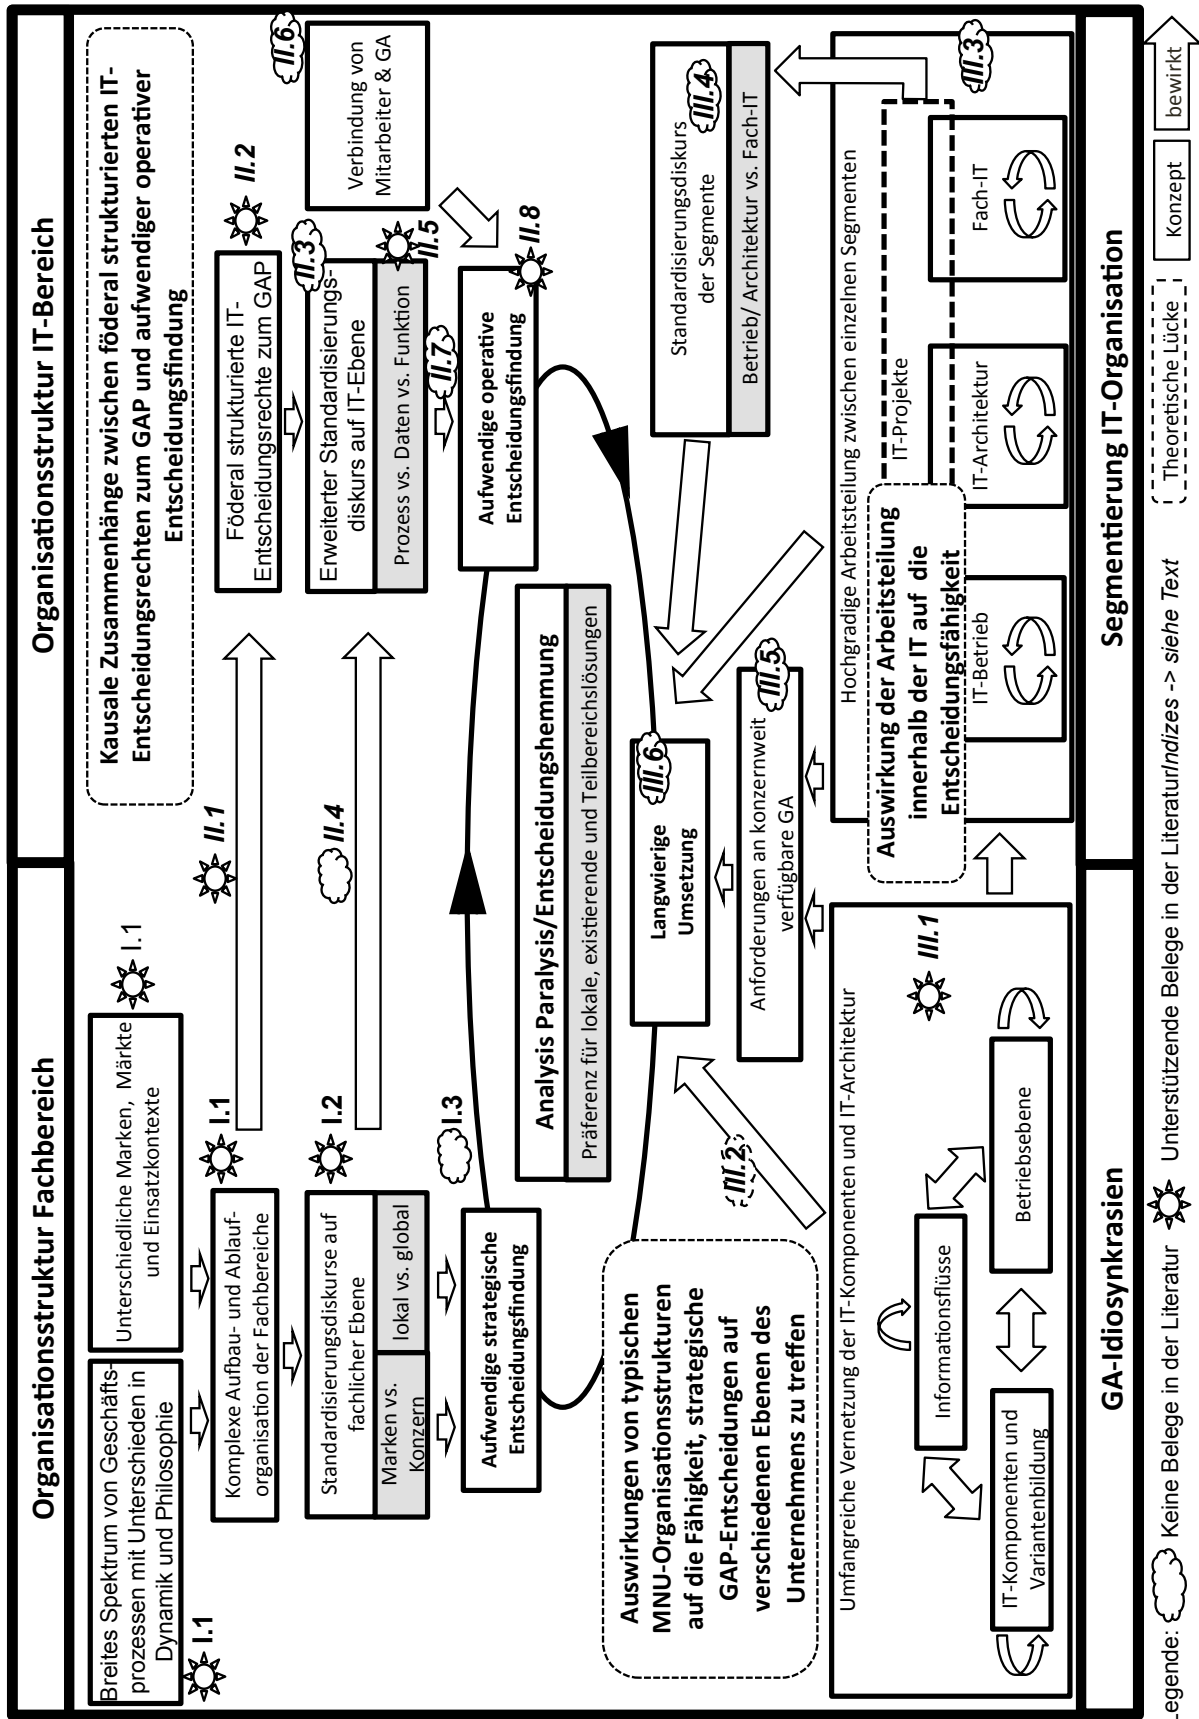 Organisationsstruktur Fachbereich
Organisationsstruktur IT-Bereich
Breites Spektrum von Geschäfts-
prozessen mit Unterschieden in
Dynamik und Philosophie
I.1
Unterschiedliche Marken, Märkte
und Einsatzkontexte
I.1
Kausale Zusammenhänge zwischen föderal strukturierten IT-
Entscheidungsrechten zum GAP und aufwendiger operativer
Entscheidungsfindung
Komplexe Aufbau- und Ablauf-
organisation der Fachbereiche
I.1
II.1
Föderal strukturierte IT-
Entscheidungsrechte zum GAP
II.2
II.6
Verbindung von
Mitarbeiter & GA
Standardisierungsdiskurse auf
fachlicher Ebene
Marken vs.
Konzern
lokal vs. global
I.2
II.4
Erweiterter Standardisierungs-
diskurs auf IT-Ebene
Prozess vs. Daten vs. Funktion
II.3
II.5
I.3
II.7
Aufwendige strategische
Entscheidungsfindung
Aufwendige operative
Entscheidungsfindung
II.8
Analysis Paralysis/Entscheidungshemmung
Präferenz für lokale, existierende und Teilbereichslösungen
Auswirkungen von typischen
MNU-Organisationsstrukturen
auf die Fähigkeit, strategische
GAP-Entscheidungen auf
verschiedenen Ebenen des
Unternehmens zu treffen
III.2
Langwierige
Umsetzung
III.6
Standardisierungsdiskurs
der Segmente
III.4
Betrieb/ Architektur vs. Fach-IT
Anforderungen an konzernweit
verfügbare GA
III.5
Umfangreiche Vernetzung der IT-Komponenten und IT-Architektur
III.1
Informationsflüsse
IT-Komponenten und
Variantenbildung
Betriebsebene
Hochgradige Arbeitsteilung zwischen einzelnen Segmenten
Auswirkung der Arbeitsteilung
innerhalb der IT auf die
Entscheidungsfähigkeit
IT-Projekte
III.3
IT-Betrieb
IT-Architektur
Fach-IT
GA-Idiosynkrasien
Segmentierung IT-Organisation
Legende:
Keine Belege in der Literatur
Unterstützende Belege in der LiteraturIndizes -> siehe Text
Theoretische Lücke
Konzept
bewirkt